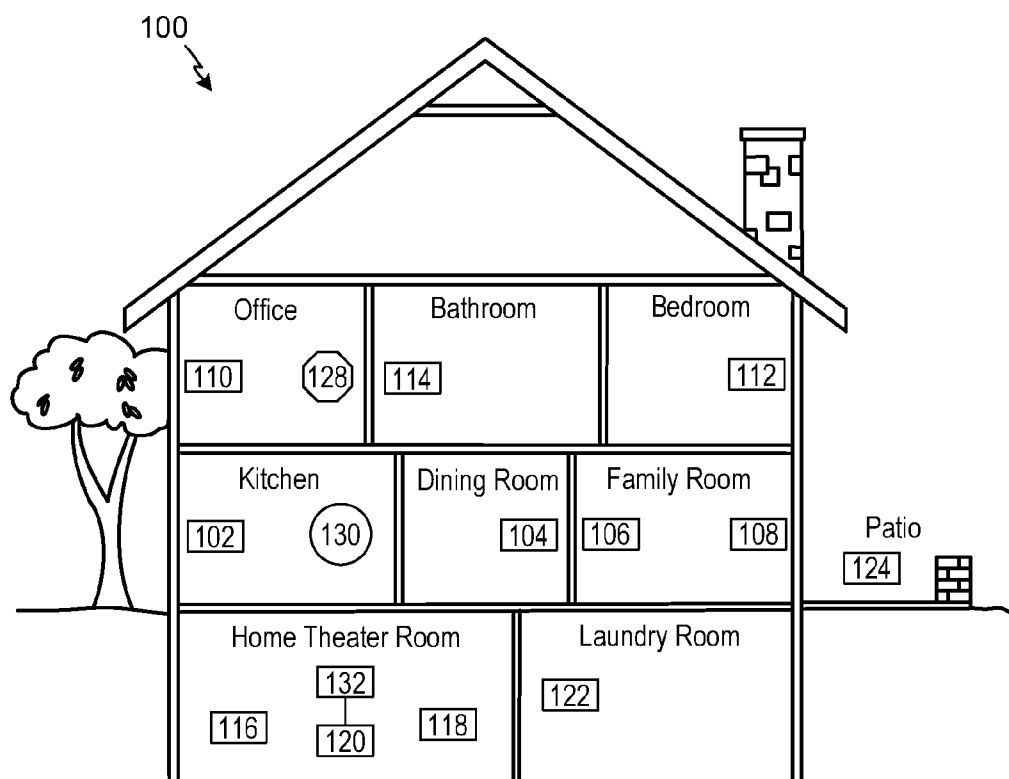 100
Office
Bathroom
Bedroom
110
128
114
112
Kitchen
Dining Room
Family Room
102
130
104
106
108
Patio
124
Home Theater Room
Laundry Room
132
122
116
120
118